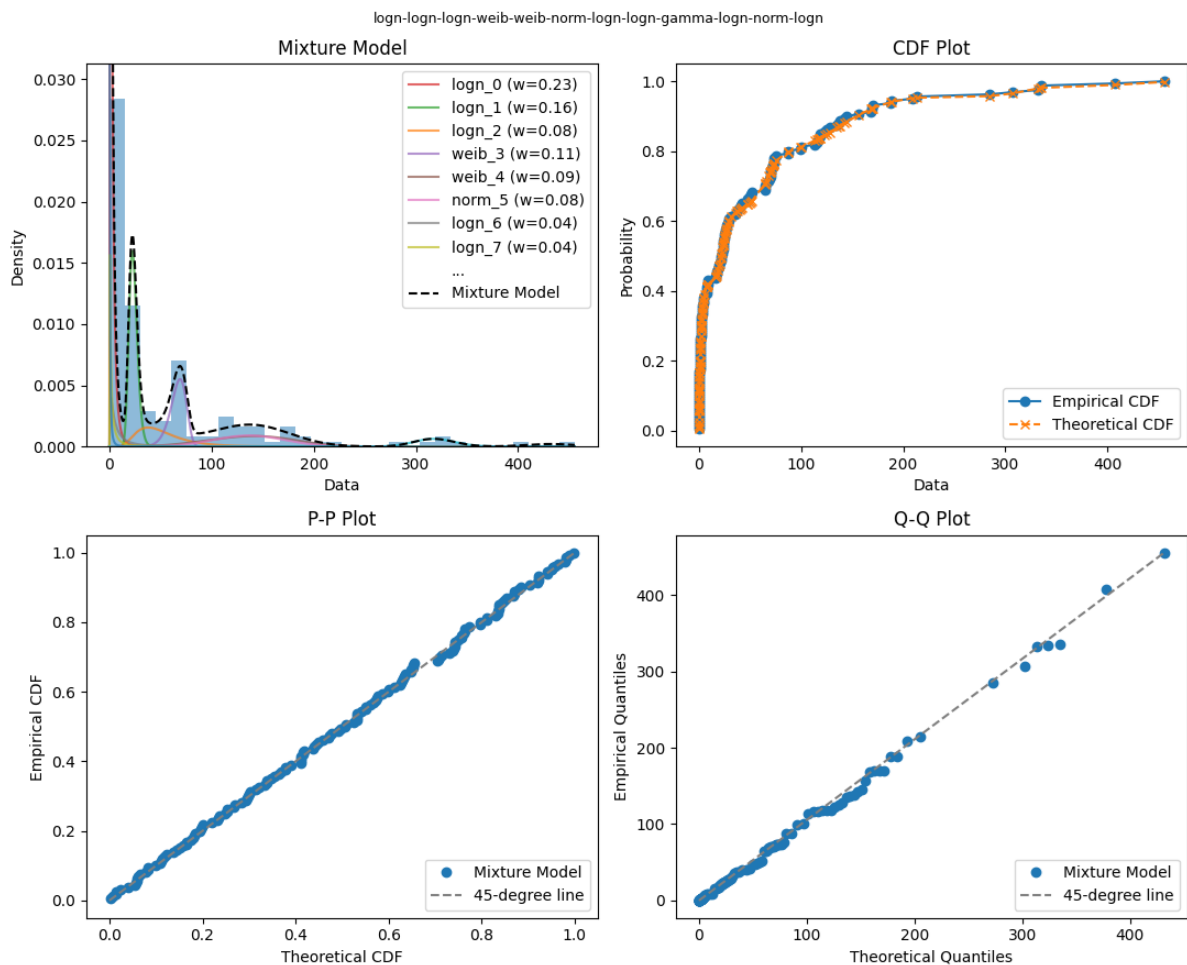 logn-logn-logn-weib-weib-norm-logn-logn-gamma-logn-norm-logn
Mixture Model
0.030
0.025
0.020
0.015
0.010
0.005
0.000
Density
0
100
200
300
400
Data
logn_0 (w=0.23)
logn_1 (w=0.16)
logn_2 (w=0.08)
weib_3 (w=0.11)
weib_4 (w=0.09)
norm_5 (w=0.08)
logn_6 (w=0.04)
logn_7 (w=0.04)
...
Mixture Model
CDF Plot
1.0
0.8
0.6
0.4
0.2
0.0
Probability
0
100
200
300
400
Data
Empirical CDF
Theoretical CDF
P-P Plot
1.0
0.8
0.6
0.4
0.2
0.0
Empirical CDF
0.0
0.2
0.4
0.6
0.8
1.0
Theoretical CDF
Mixture Model
45-degree line
Q-Q Plot
400
300
200
100
0
Empirical Quantiles
0
100
200
300
400
Theoretical Quantiles
Mixture Model
45-degree line